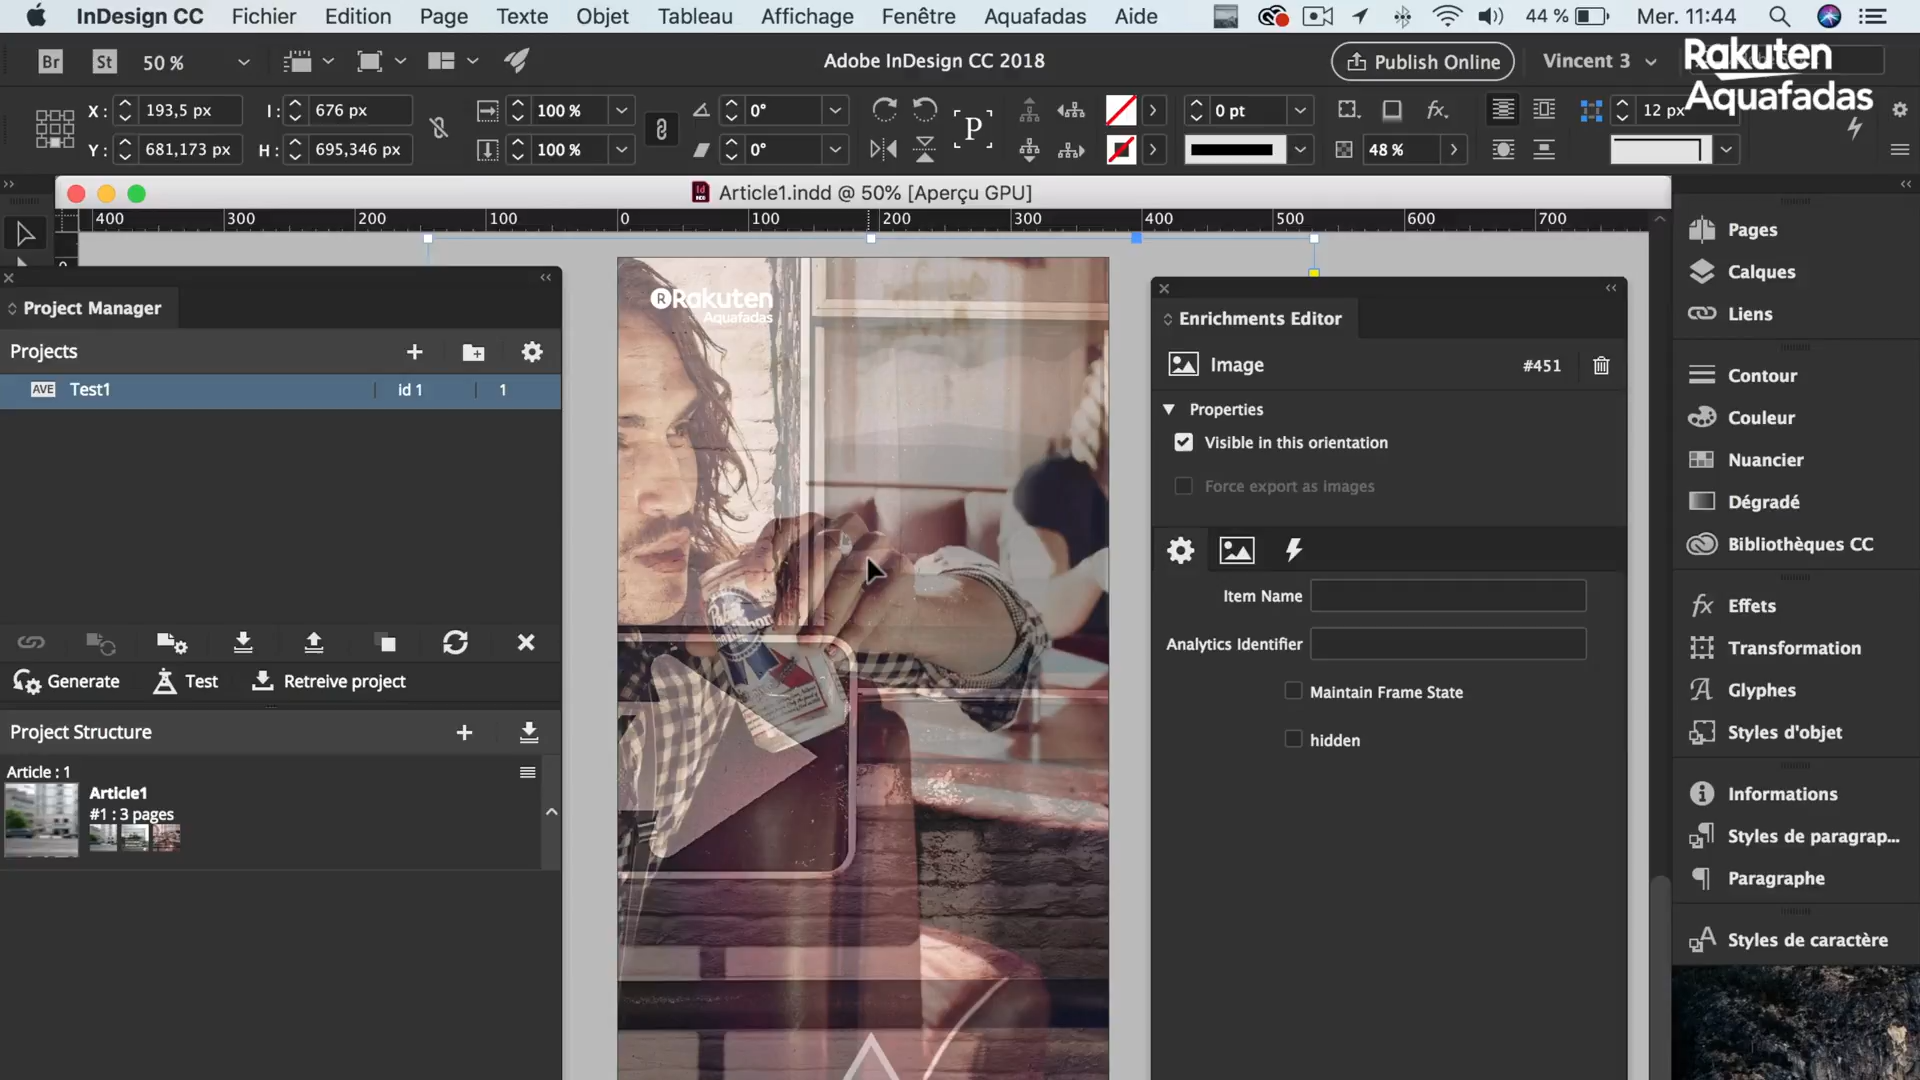 InDesign CC Fichier Edition Page Texte Objet Tableau Affichage Fenêtre Aquafadas Aide 44 % Mer. 11:44
Br St 50 % Adobe InDesign CC 2018 Publish Online Vincent 3
Rakuten
Aquafadas
X : 193,5 px I : 676 px 100 % 0° P 0 pt fx 12 px
Y : 681,173 px H : 695,346 px 100 % 0° 48 %
Article1.indd @ 50% [Aperçu GPU]
400 300 200 100 0 100 200 300 400 500 600 700
Project Manager
Projects
AVE Test1 id 1 1
Generate Test Retreive project
Project Structure
Article : 1
Article1
#1 : 3 pages
R Rakuten
Aquafadas
Enrichments Editor
Image #451
Properties
Visible in this orientation
Force export as images
Item Name
Analytics Identifier
Maintain Frame State
hidden
Pages
Calques
Liens
Contour
Couleur
Nuancier
Dégradé
Bibliothèques CC
fx Effets
Transformation
Glyphes
Styles d'objet
Informations
Styles de paragrap...
Paragraphe
Styles de caractère